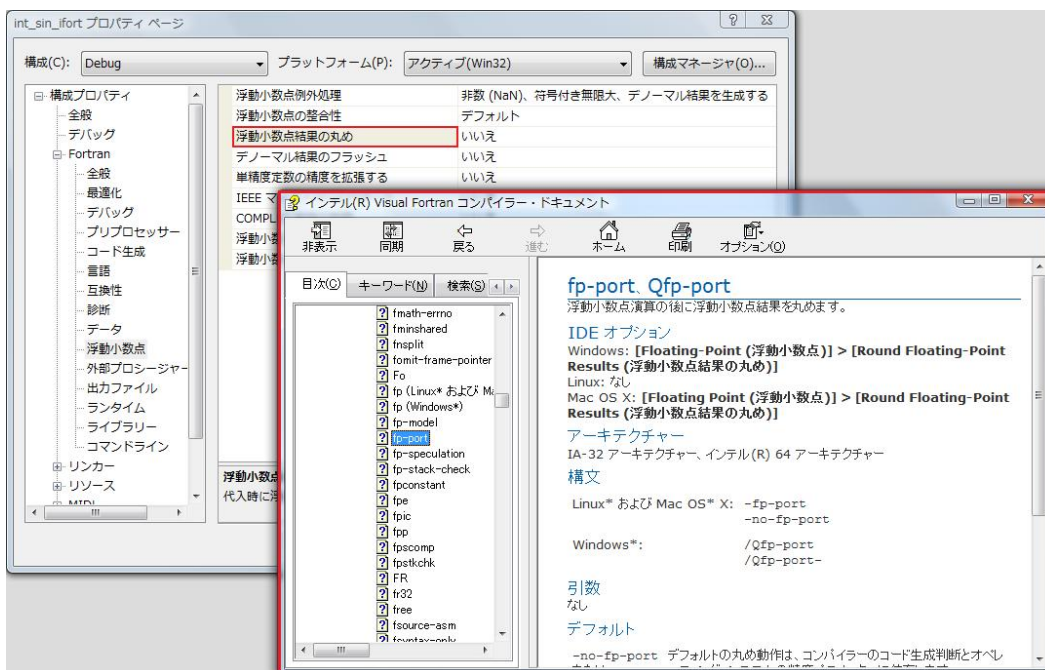 int_sin_ifort プロパティ ページ
構成(C): Debug プラットフォーム(P): アクティブ(Win32) 構成マネージャ(O)...
構成プロパティ
全般
デバッグ
Fortran
全般
最適化
デバッグ
プリプロセッサー
コード生成
言語
互換性
診断
データ
浮動小数点
外部プロシージャー
出力ファイル
ランタイム
ライブラリー
コマンドライン
リンカー
リソース
MIDL
浮動小数点例外処理 非数 (NaN)、符号付き無限大、デノーマル結果を生成する
浮動小数点の整合性 デフォルト
浮動小数点結果の丸め いいえ
デノーマル結果のフラッシュ いいえ
単精度定数の精度を拡張する いいえ
IEEE マ
COMPL
浮動小数
浮動小数
浮動小数点
代入時に浮
インテル(R) Visual Fortran コンパイラー・ドキュメント
非表示 同期 戻る 進む ホーム 印刷 オプション(O)
目次(C) キーワード(N) 検索(S)
fmath-errno
fminshared
fnsplit
fomit-frame-pointer
Fo
fp (Linux* および Ma
fp (Windows*)
fp-model
fp-port
fp-speculation
fp-stack-check
fpconstant
fpe
fpic
fpp
fpscomp
fpstkchk
FR
fr32
free
fsource-asm
fsyntax-only
fp-port、Qfp-port
浮動小数点演算の後に浮動小数点結果を丸めます。
IDE オプション
Windows: [Floating-Point (浮動小数点)] > [Round Floating-Point
Results (浮動小数点結果の丸め)]
Linux: なし
Mac OS X: [Floating Point (浮動小数点)] > [Round Floating-Point
Results (浮動小数点結果の丸め)]
アーキテクチャー
IA-32 アーキテクチャー、インテル(R) 64 アーキテクチャー
構文
Linux* および Mac OS* X: -fp-port
-no-fp-port
Windows*: /Qfp-port
/Qfp-port-
引数
なし
デフォルト
-no-fp-port デフォルトの丸め動作は、コンパイラーのコード生成判断とオペレ